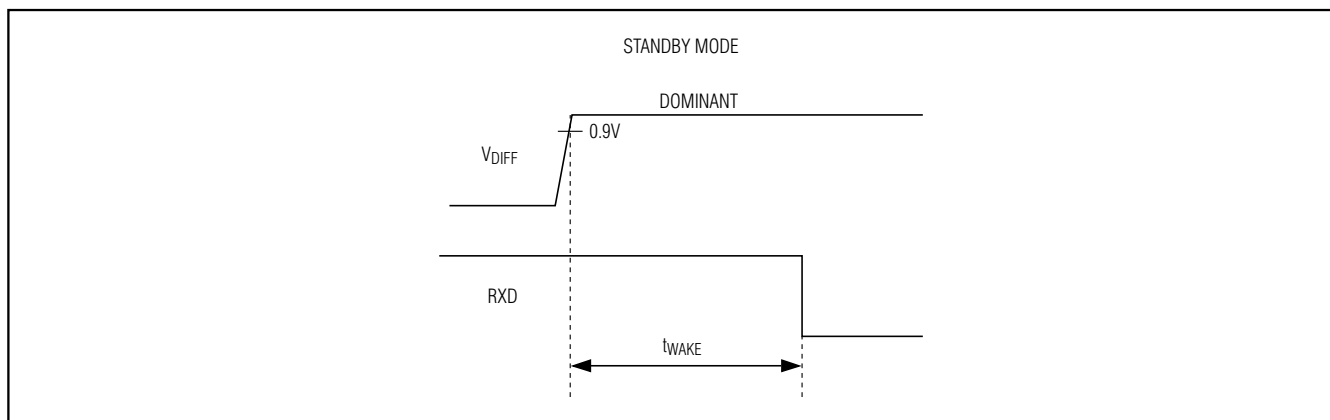 STANDBY MODE
DOMINANT
0.9V
VDIFF
RXD
tWAKE